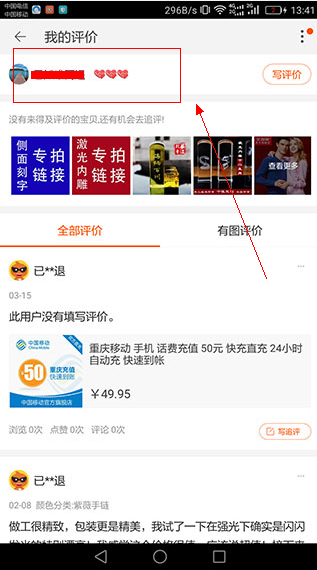 中国电信
中国移动
296B/s
13:41
我的评价
写评价
没有来得及评价的宝贝,还有机会去追评!
侧面刻字
专拍链接
激光内雕
专拍链接
查看更多
全部评价
有图评价
已**退
03-15
此用户没有填写评价。
中国移动
China Mobile
50
重庆充值
快速到账
中国移动官方旗舰店
重庆移动 手机 话费充值 50元 快充直充 24小时
自动充 快速到帐
¥49.95
浏览 0次 点赞 0次 评论 0次
写追评
已**退
02-08 颜色分类:紫薇手链
做工很精致，包装更是精美，我试了一下在强光下确实是闪闪